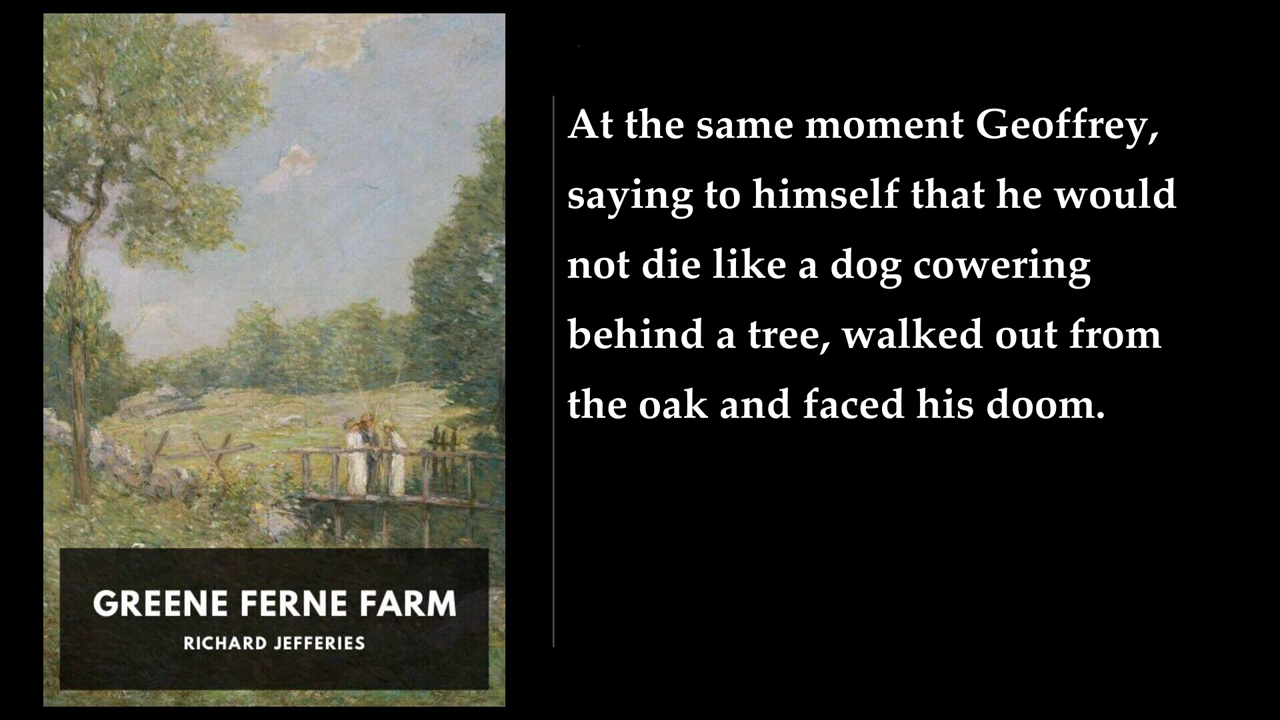 GREENE FERNE FARM
RICHARD JEFFERIES
At the same moment Geoffrey,
saying to himself that he would
not die like a dog cowering
behind a tree, walked out from
the oak and faced his doom.